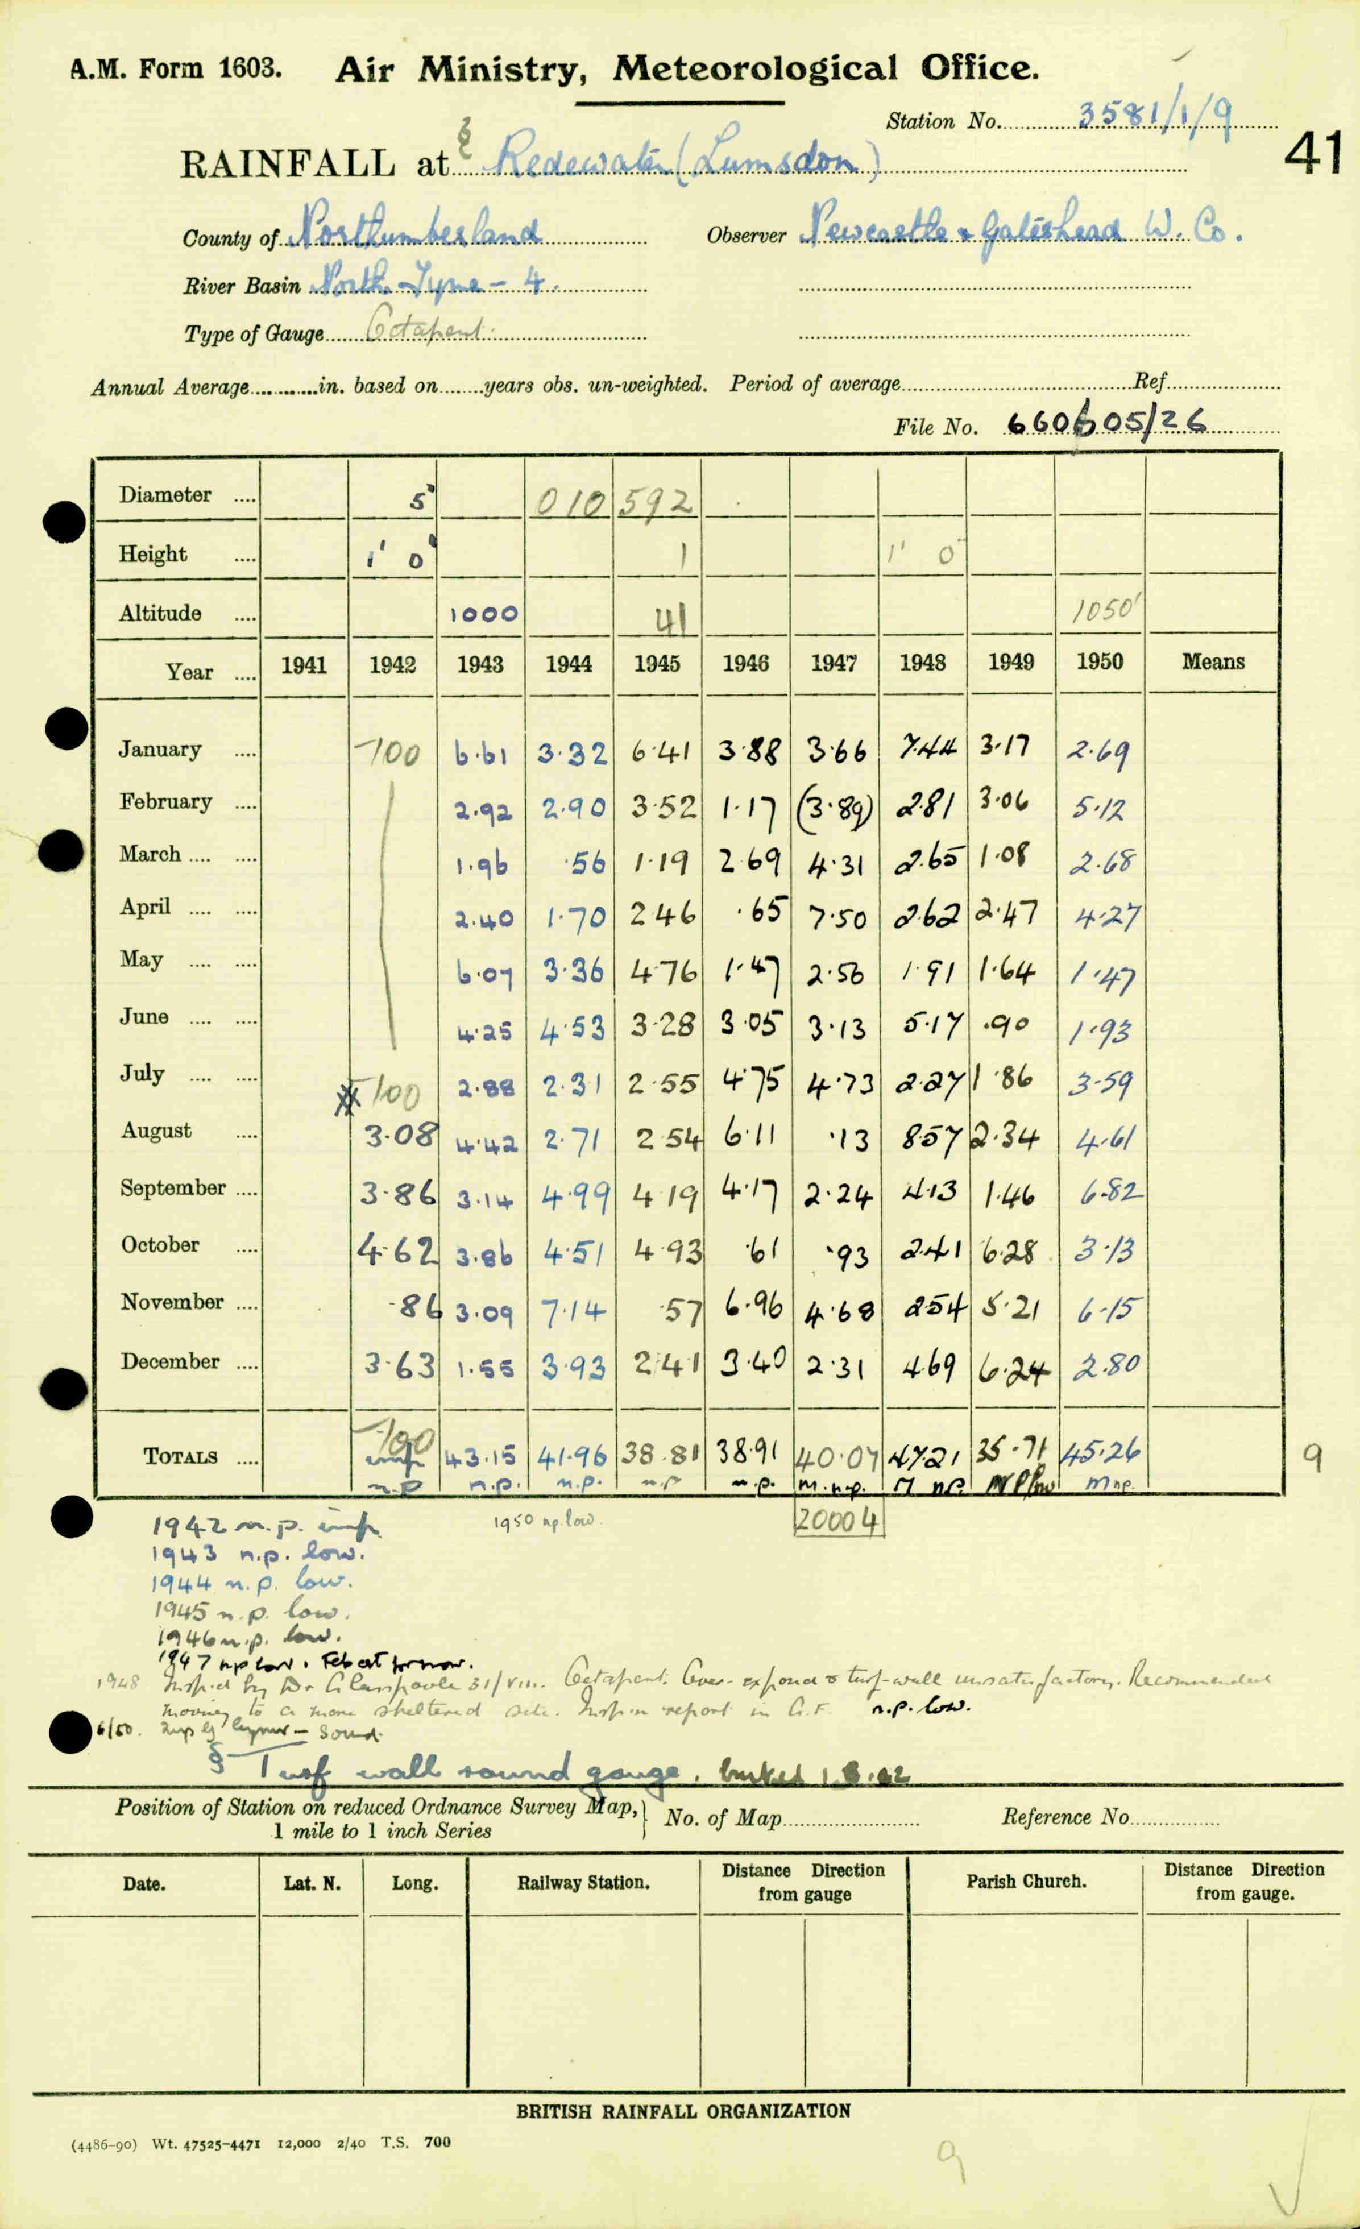 A.M. Form 1603. Air Ministry, Meteorological Office.
Station No. 3581/1/9
41
RAINFALL at § Redewater (Lumsdon)
County of Northumberland Observer Newcastle & Gateshead W. Co.
River Basin North Tyne - 4.
Type of Gauge Octapent.
Annual Average in. based on years obs. un-weighted. Period of average Ref
File No. 660605/26
Diameter 5" 010 592
Height 1' 0" 1 1' 0"
Altitude 1000 41 1050'
Year 1941 1942 1943 1944 1945 1946 1947 1948 1949 1950 Means
January -100 6.61 3.32 6.41 3.88 3.66 7.44 3.17 2.69
February 2.92 2.90 3.52 1.17 (3.89) 2.81 3.06 5.12
March 1.96 .56 1.19 2.69 4.31 2.65 1.08 2.68
April 2.40 1.70 2.46 .65 7.50 2.62 2.47 4.27
May 6.07 3.36 4.76 1.47 2.56 1.91 1.64 1.47
June 4.25 4.53 3.28 3.05 3.13 5.17 .90 1.93
July -100 2.88 2.31 2.55 4.75 4.73 2.27 1.86 3.59
August 3.08 4.42 2.71 2.54 6.11 .13 8.57 2.34 4.61
September 3.86 3.14 4.99 4.19 4.17 2.24 4.13 1.46 6.82
October 4.62 3.86 4.51 4.93 .61 .93 2.41 6.28 3.13
November .86 3.09 7.14 .57 6.96 4.68 2.54 5.21 6.15
December 3.63 1.55 3.93 2.41 3.40 2.31 4.69 6.24 2.80
TOTALS -100 43.15 41.96 38.81 38.91 40.07 47.21 35.71 45.26 9
n.p. n.p. n.p. n.p. n.p. m.n.p. n.p. m n.p.
1942 n.p. imp. 1950 n.p. low. 20004
1943 n.p. low.
1944 n.p. low.
1945 n.p. low.
1946 n.p. low.
1947 n.p. low. Feb est
1948 Insp'd by Dr Glasspoole 31/VIII. Octapent. Over-exposed & turf-wall unsatisfactory. Recommended
moving to a more sheltered site. Insp'n report in n.p. low.
6/50. Insp by - Sound.
§ Turf wall round gauge,
Position of Station on reduced Ordnance Survey Map, 1 mile to 1 inch Series No. of Map Reference No.
Date. Lat. N. Long. Railway Station. Distance Direction from gauge Parish Church. Distance Direction from gauge.
BRITISH RAINFALL ORGANIZATION
(4486-90) Wt. 47525-4471 12,000 2/40 T.S. 700
9